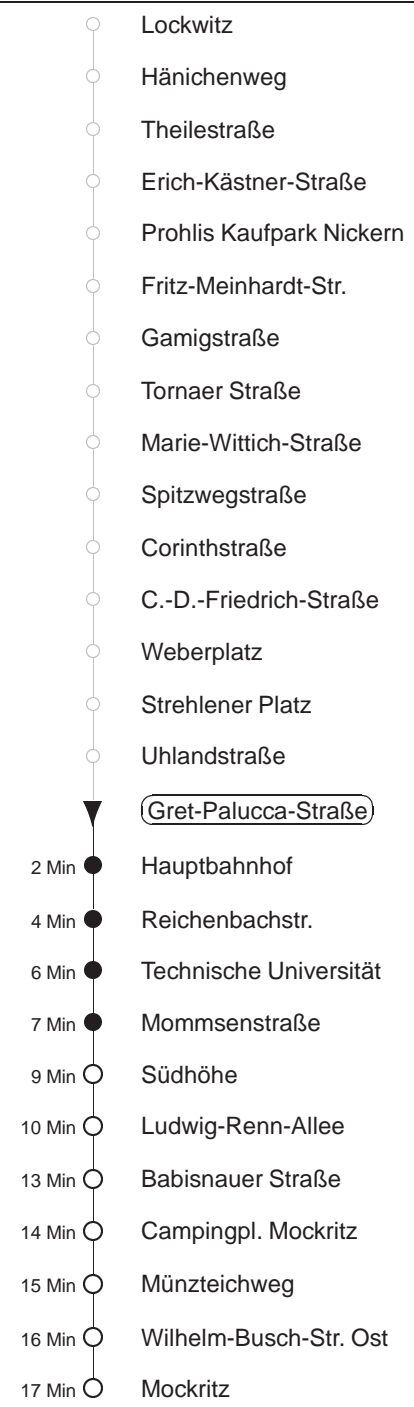 Lockwitz
Hänichenweg
Theilestraße
Erich-Kästner-Straße
Prohlis Kaufpark Nickern
Fritz-Meinhardt-Str.
Gamigstraße
Tornaer Straße
Marie-Wittich-Straße
Spitzwegstraße
Corinthstraße
C.-D.-Friedrich-Straße
Weberplatz
Strehlener Platz
Uhlandstraße
Gret-Palucca-Straße
2 Min Hauptbahnhof
4 Min Reichenbachstr.
6 Min Technische Universität
7 Min Mommsenstraße
9 Min Südhöhe
10 Min Ludwig-Renn-Allee
13 Min Babisnauer Straße
14 Min Campingpl. Mockritz
15 Min Münzteichweg
16 Min Wilhelm-Busch-Str. Ost
17 Min Mockritz